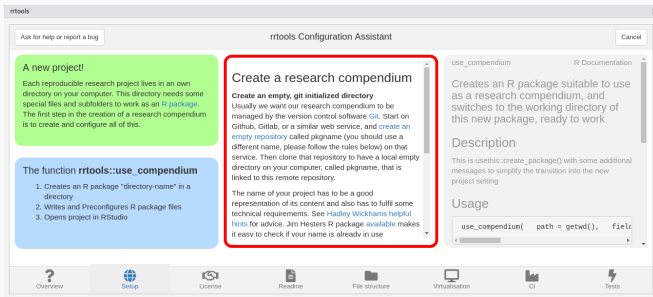 rrtools
Ask for help or report a bug
rrtools Configuration Assistant
Cancel
A new project!
Each reproducible research project lives in an own
directory on your computer. This directory needs some
special files and subfolders to work as an R package.
The first step in the creation of a research compendium
is to create and configure all of this.
The function rrtools::use_compendium
1. Creates an R package "directory-name" in a
directory
2. Writes and Preconfigures R package files
3. Opens project in RStudio
Create a research compendium
Create an empty, git initialized directory
Usually we want our research compendium to be
managed by the version control software Git. Start on
Github, Gitlab, or a similar web service, and create an
empty repository called pkgname (you should use a
different name, please follow the rules below) on that
service. Then clone that repository to have a local empty
directory on your computer, called pkgname, that is
linked to this remote repository.
The name of your project has to be a good
representation of its content and also has to fulfil some
technical requirements. See Hadley Wickhams helpful
hints for advice. Jim Hesters R package available makes
it easy to check if your name is already in use
use_compendium
R Documentation
Creates an R package suitable to use
as a research compendium, and
switches to the working directory of
this new package, ready to work
Description
This is usethis::create_package() with some additional
messages to simplify the transition into the new
project setting
Usage
use_compendium( path = getwd(), field
Overview
Setup
License
Readme
File structure
Virtualisation
CI
Tests